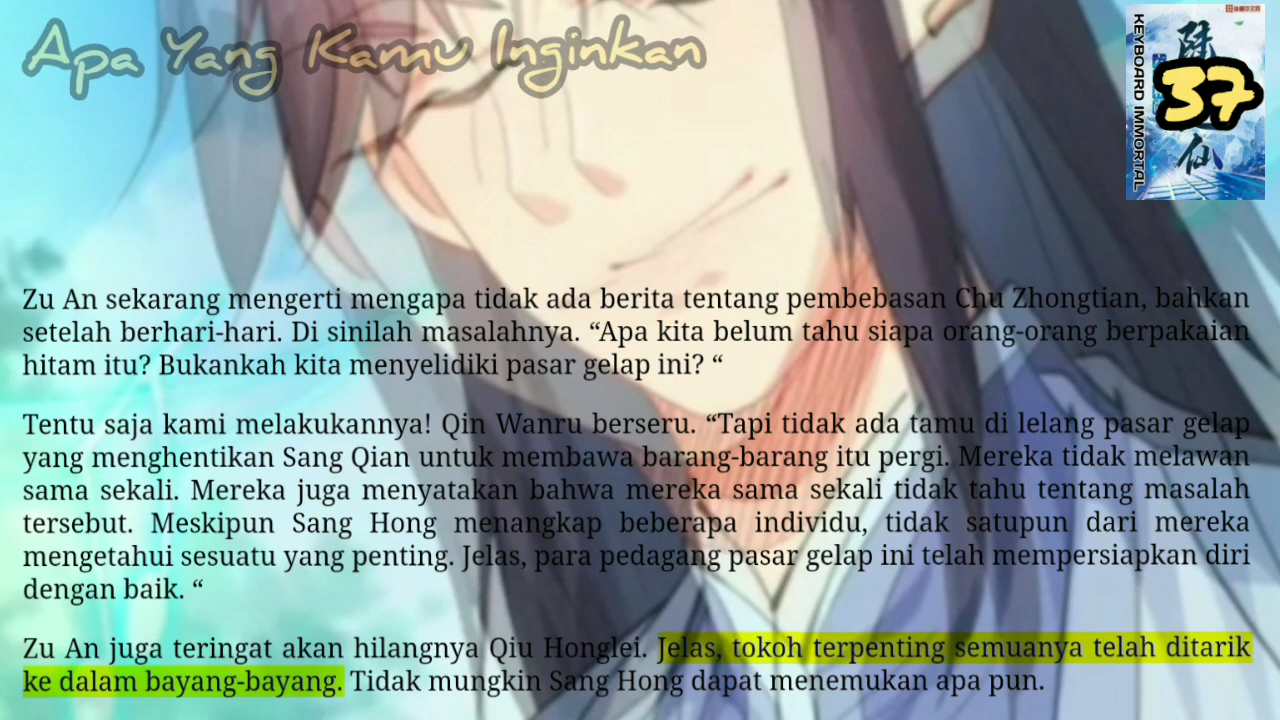 Apa Yang Kamu Inginkan
KEYBOARD IMMORTAL
37
仙
Zu An sekarang mengerti mengapa tidak ada berita tentang pembebasan Chu Zhongtian, bahkan
setelah berhari-hari. Di sinilah masalahnya. “Apa kita belum tahu siapa orang-orang berpakaian
hitam itu? Bukankah kita menyelidiki pasar gelap ini? “
Tentu saja kami melakukannya! Qin Wanru berseru. “Tapi tidak ada tamu di lelang pasar gelap
yang menghentikan Sang Qian untuk membawa barang-barang itu pergi. Mereka tidak melawan
sama sekali. Mereka juga menyatakan bahwa mereka sama sekali tidak tahu tentang masalah
tersebut. Meskipun Sang Hong menangkap beberapa individu, tidak satupun dari mereka
mengetahui sesuatu yang penting. Jelas, para pedagang pasar gelap ini telah mempersiapkan diri
dengan baik. “
Zu An juga teringat akan hilangnya Qiu Honglei. Jelas, tokoh terpenting semuanya telah ditarik
ke dalam bayang-bayang. Tidak mungkin Sang Hong dapat menemukan apa pun.